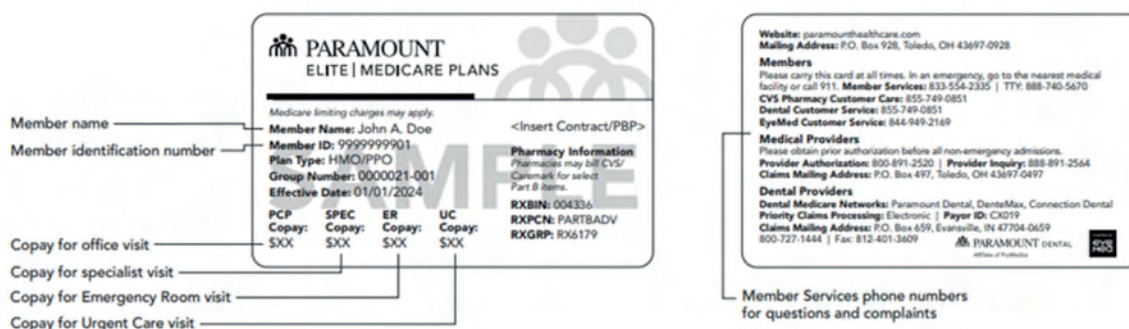 PARAMOUNT
ELITE | MEDICARE PLANS
Medicare limiting charges may apply.
Member Name: John A. Doe
Member ID: 9999999901
Plan Type: HMO/PPO
Group Number: 0000021-001
Effective Date: 01/01/2024
PCP Copay: $XX
SPEC Copay: $XX
ER Copay: $XX
UC Copay: $XX
<Insert Contract/PBP>
Pharmacy Information
Pharmacies may bill CVS/
Caremark for select
Part B items.
RXBIN: 004336
RXPCN: PARTBADV
RXGRP: RX6179
SAMPLE
Member name
Member identification number
Copay for office visit
Copay for specialist visit
Copay for Emergency Room visit
Copay for Urgent Care visit
Website: paramounthealthcare.com
Mailing Address: P.O. Box 928, Toledo, OH 43697-0928
Members
Please carry this card at all times. In an emergency, go to the nearest medical
facility or call 911. Member Services: 833-554-2335 | TTY: 888-740-5670
CVS Pharmacy Customer Care: 855-749-0851
Dental Customer Service: 855-749-0851
EyeMed Customer Service: 844-949-2169
Medical Providers
Please obtain prior authorization before all non-emergency admissions.
Provider Authorization: 800-891-2520 | Provider Inquiry: 888-891-2564
Claims Mailing Address: P.O. Box 497, Toledo, OH 43697-0497
Dental Providers
Dental Medicare Networks: Paramount Dental, DenteMax, Connection Dental
Priority Claims Processing: Electronic | Payor ID: CX019
Claims Mailing Address: P.O. Box 659, Evansville, IN 47704-0659
800-727-1444 | Fax: 812-401-3609
PARAMOUNT DENTAL
Affiliate of ProMedica
eye
MED
Member Services phone numbers
for questions and complaints